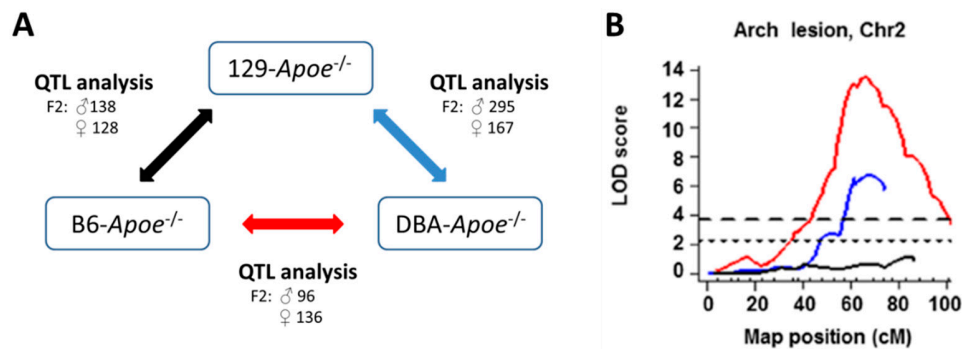 A
129-Apoe-/-
QTL analysis
F2: ♂138
♀ 128
QTL analysis
F2: ♂ 295
♀ 167
B6-Apoe-/-
DBA-Apoe-/-
QTL analysis
F2: ♂ 96
♀ 136
B
Arch lesion, Chr2
LOD score
14
12
10
8
6
4
2
0
0 20 40 60 80 100
Map position (cM)